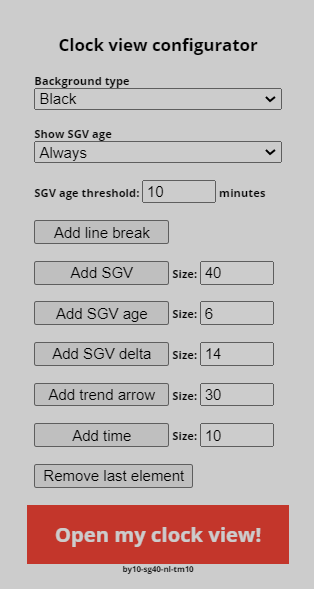 Clock view configurator
Background type
Black
Show SGV age
Always
SGV age threshold: 10 minutes
Add line break
Add SGV Size: 40
Add SGV age Size: 6
Add SGV delta Size: 14
Add trend arrow Size: 30
Add time Size: 10
Remove last element
Open my clock view!
by10-sg40-nl-tm10